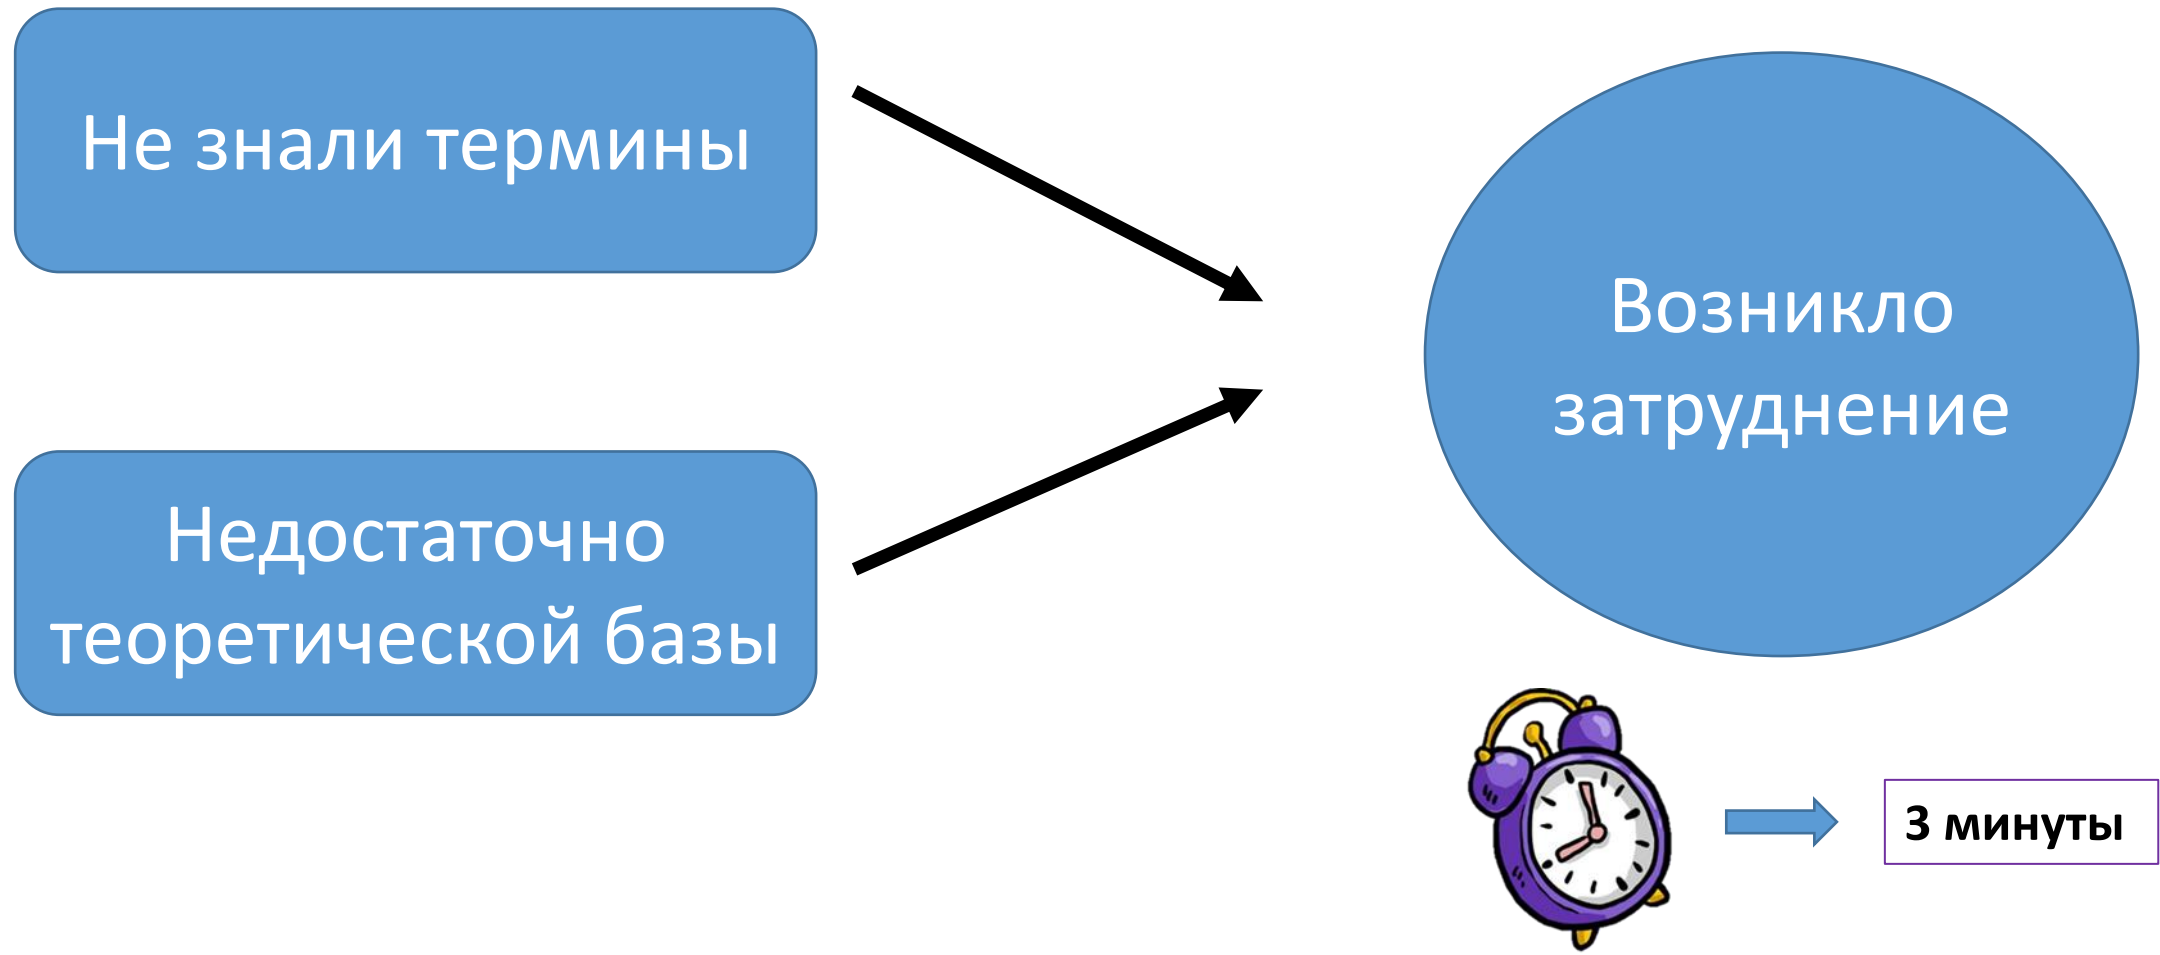 Не знали термины
Недостаточно
теоретической базы
Возникло
затруднение
3 минуты